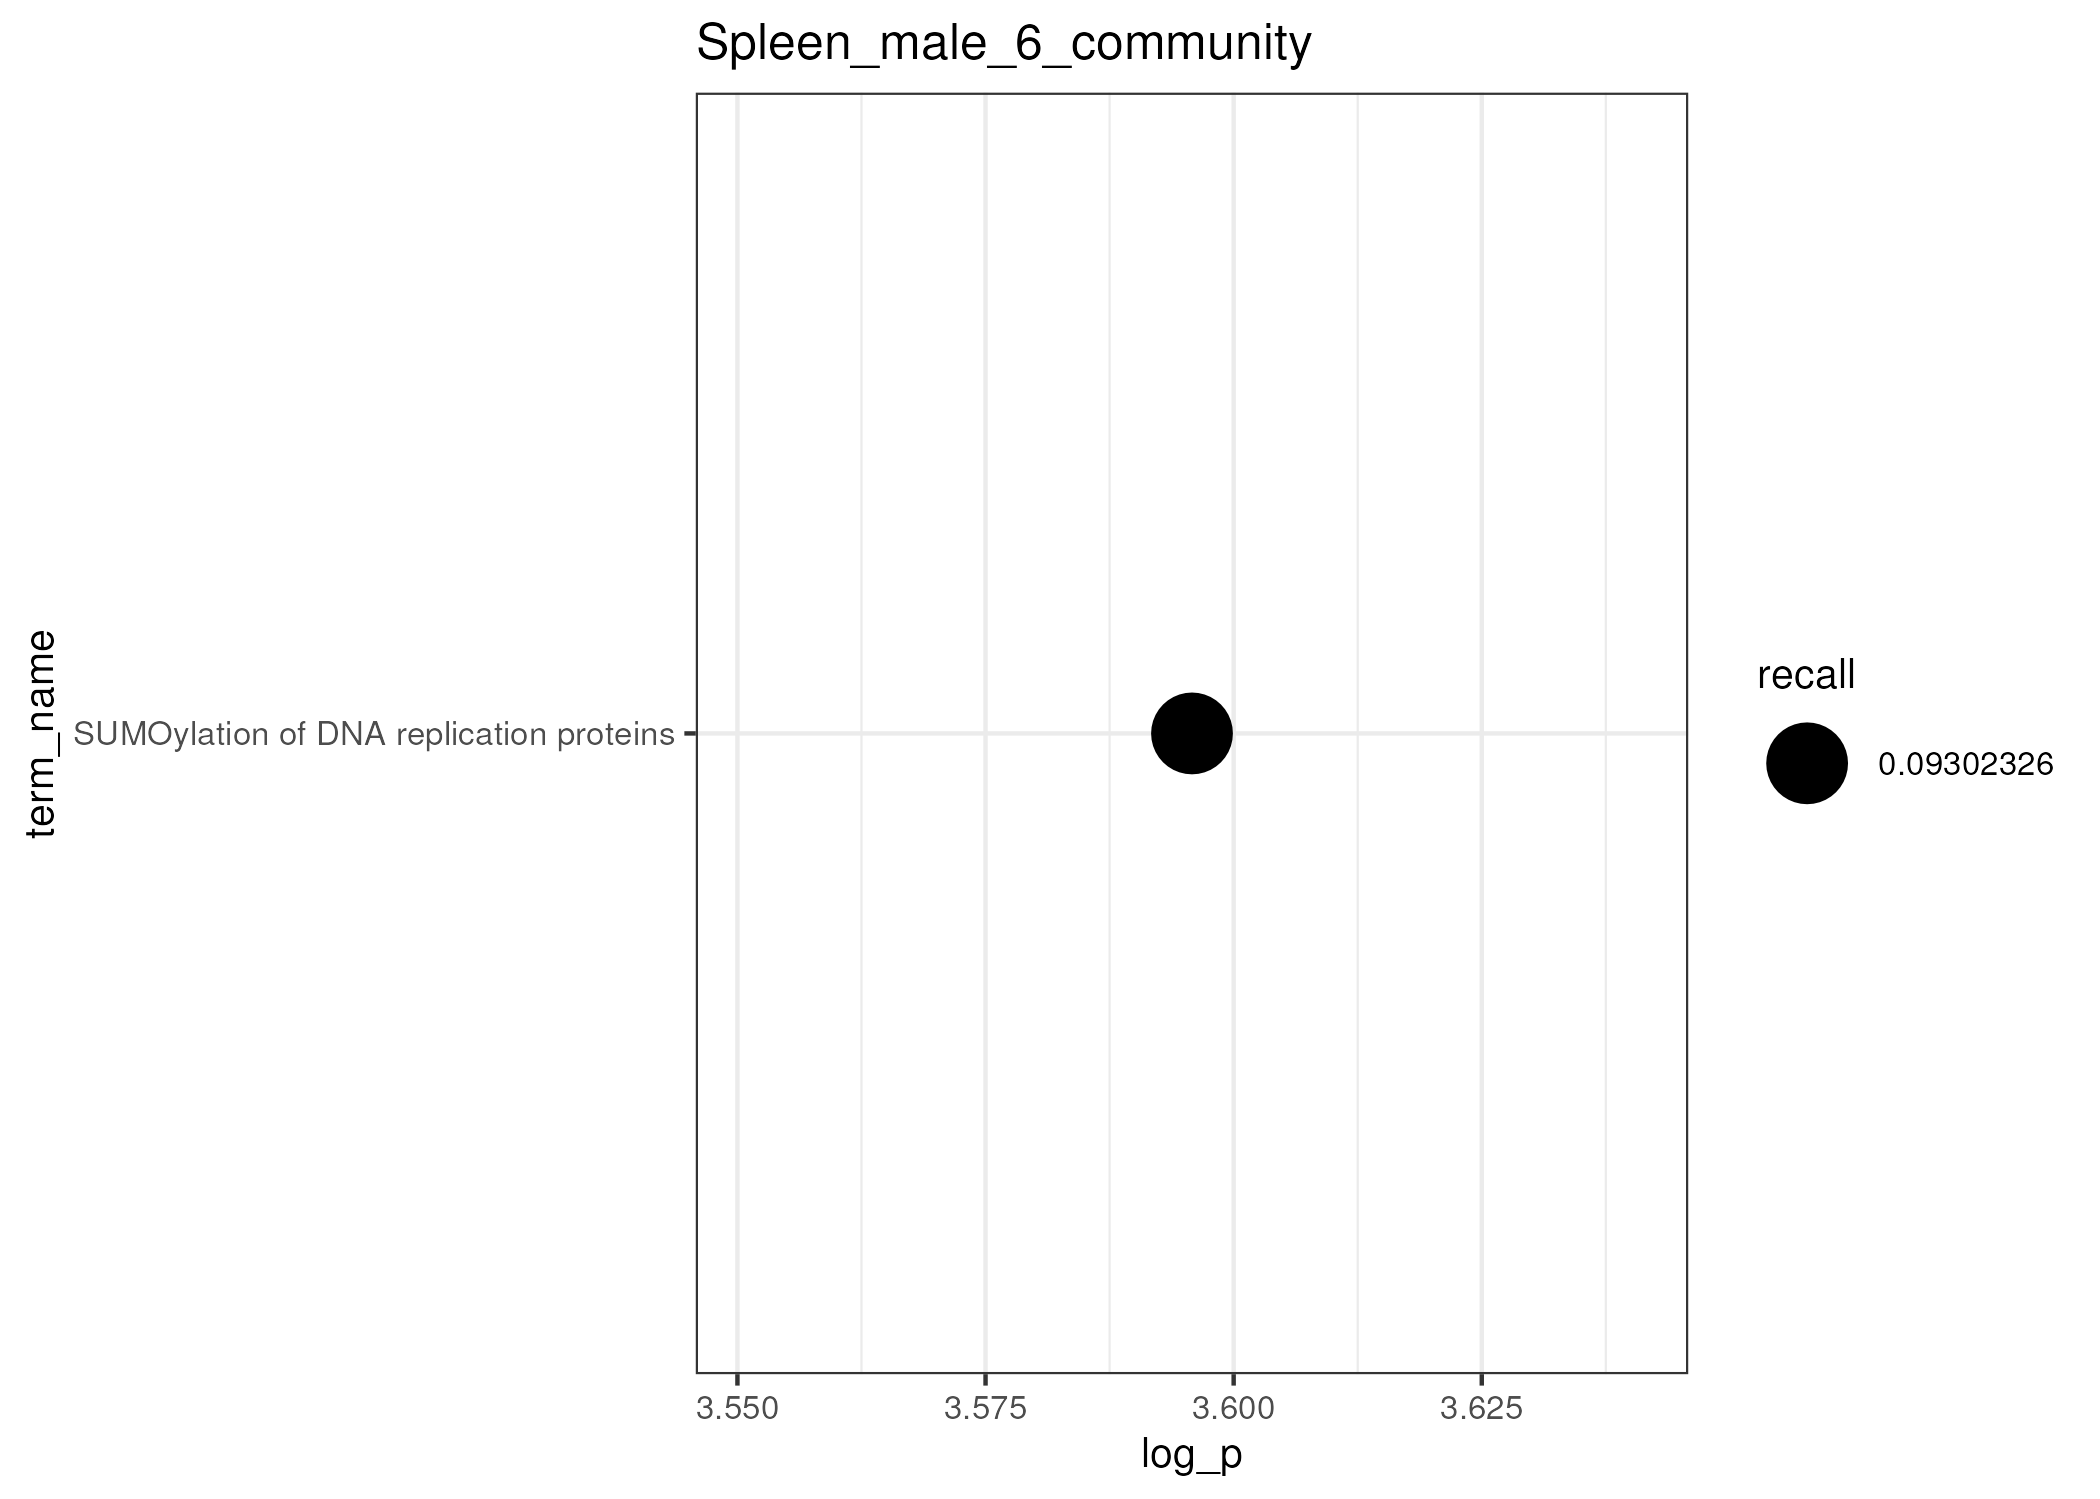 Spleen_male_6_community
term_name
SUMOylation of DNA replication proteins
recall
0.09302326
3.550 3.575 3.600 3.625
log_p